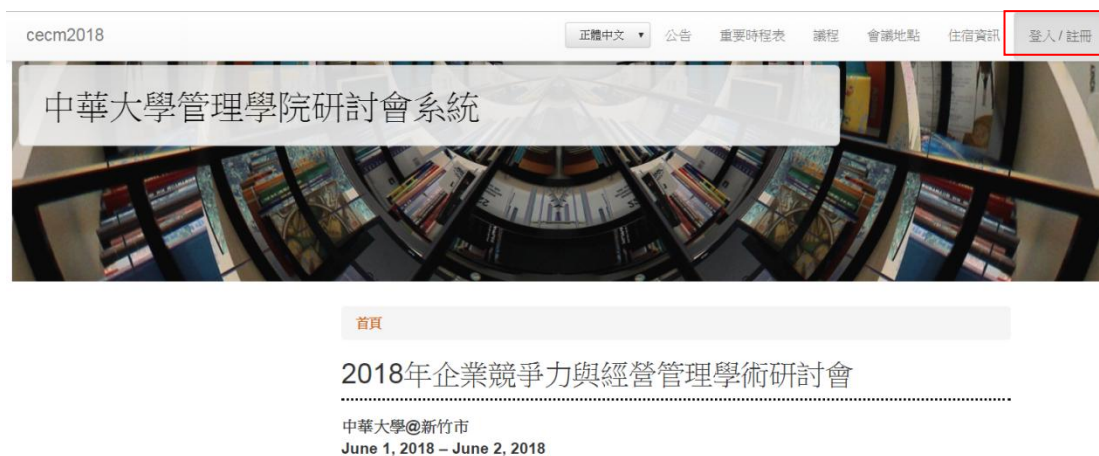 cecm2018 正體中文 公告 重要時程表 議程 會議地點 住宿資訊 登入 / 註冊
中華大學管理學院研討會系統
首頁
2018年企業競爭力與經營管理學術研討會
中華大學@新竹市
June 1, 2018 – June 2, 2018